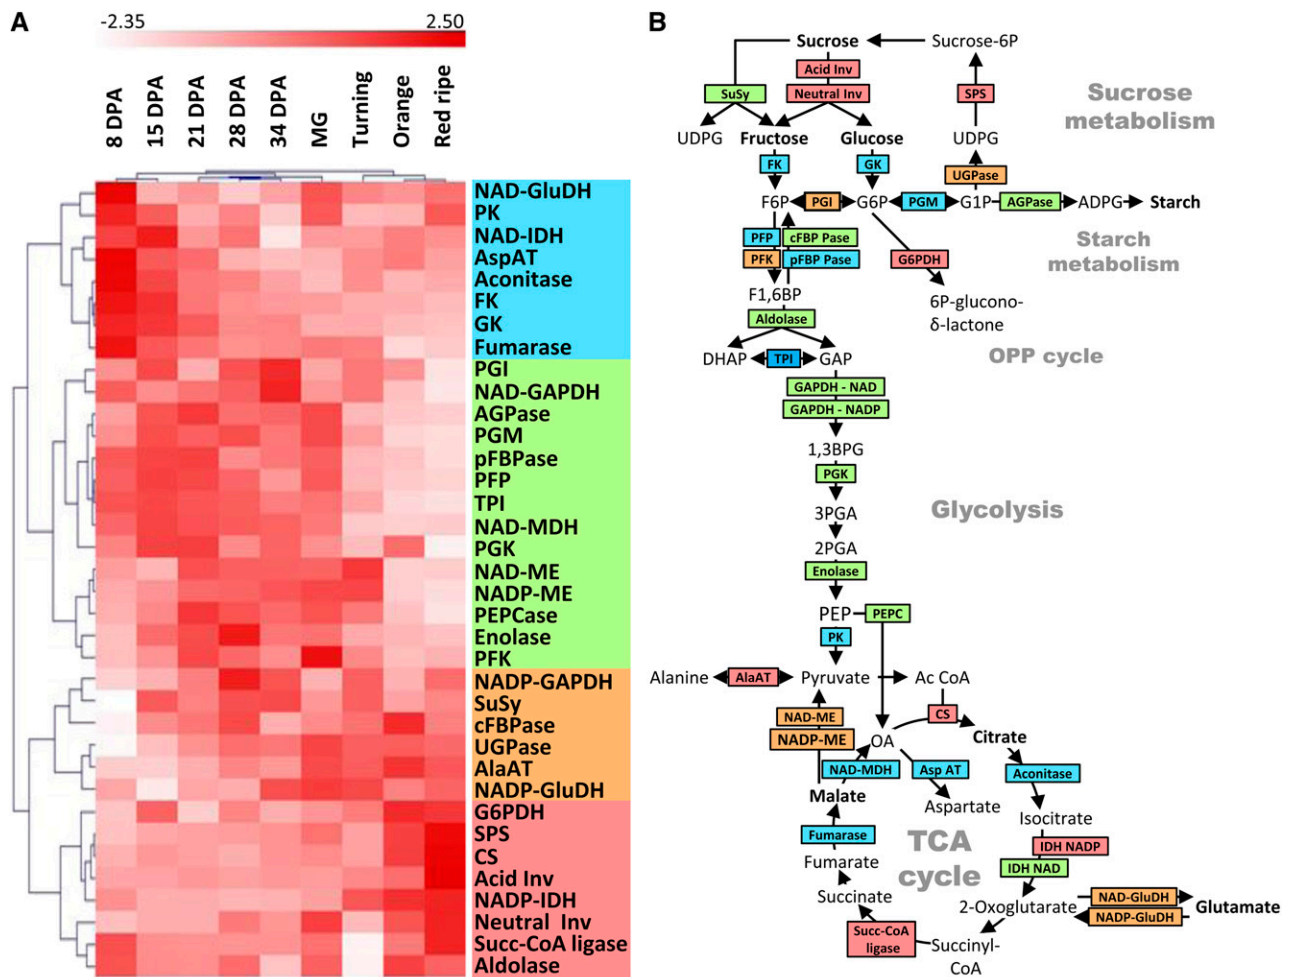 A
-2.35
2.50
8 DPA
15 DPA
21 DPA
28 DPA
34 DPA
MG
Turning
Orange
Red ripe
NAD-GluDH
PK
NAD-IDH
AspAT
Aconitase
FK
GK
Fumarase
PGI
NAD-GAPDH
AGPase
PGM
pFBPase
PFP
TPI
NAD-MDH
PGK
NAD-ME
NADP-ME
PEPCase
Enolase
PFK
NADP-GAPDH
SuSy
cFBPase
UGPase
AlaAT
NADP-GluDH
G6PDH
SPS
CS
Acid Inv
NADP-IDH
Neutral Inv
Succ-CoA ligase
Aldolase
B
Sucrose
Sucrose-6P
Acid Inv
SuSy
Neutral Inv
SPS
Sucrose
metabolism
UDPG
Fructose
Glucose
UDPG
FK
GK
UGPase
F6P
PGI
G6P
PGM
G1P
AGPase
ADPG
Starch
PFP
cFBP Pase
PFK
pFBP Pase
G6PDH
Starch
metabolism
F1,6BP
6P-glucono-
δ-lactone
Aldolase
DHAP
TPI
GAP
OPP cycle
GAPDH - NAD
GAPDH - NADP
1,3BPG
PGK
3PGA
Glycolysis
2PGA
Enolase
PEP
PEPC
PK
Alanine
AlaAT
Pyruvate
Ac CoA
NAD-ME
CS
NADP-ME
OA
Citrate
NAD-MDH
Asp AT
Aconitase
Malate
Aspartate
Isocitrate
Fumarase
TCA
cycle
IDH NADP
Fumarate
IDH NAD
Succinate
2-Oxoglutarate
NAD-GluDH
NADP-GluDH
Glutamate
Succ-CoA
ligase
Succinyl-
CoA